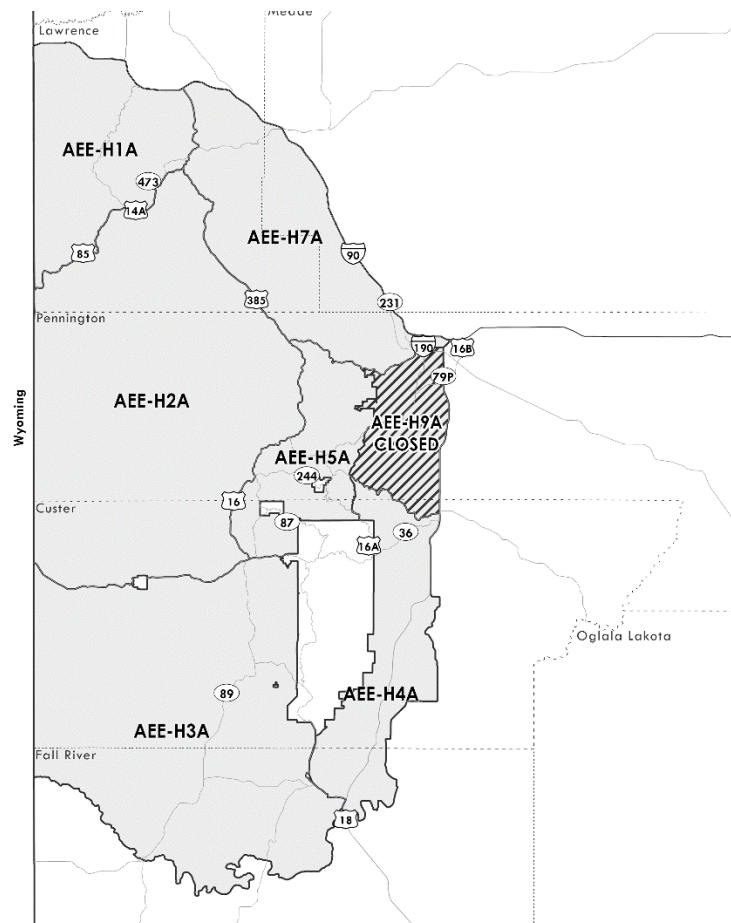 Meade
Lawrence
AEE-H1A
473
14A
AEE-H7A
85
90
385
231
Pennington
190
16B
79P
Wyoming
AEE-H2A
AEE-H9A
CLOSED
AEE-H5A
244
16
Custer
87
36
16A
Oglala Lakota
89
AEE-H4A
AEE-H3A
Fall River
18